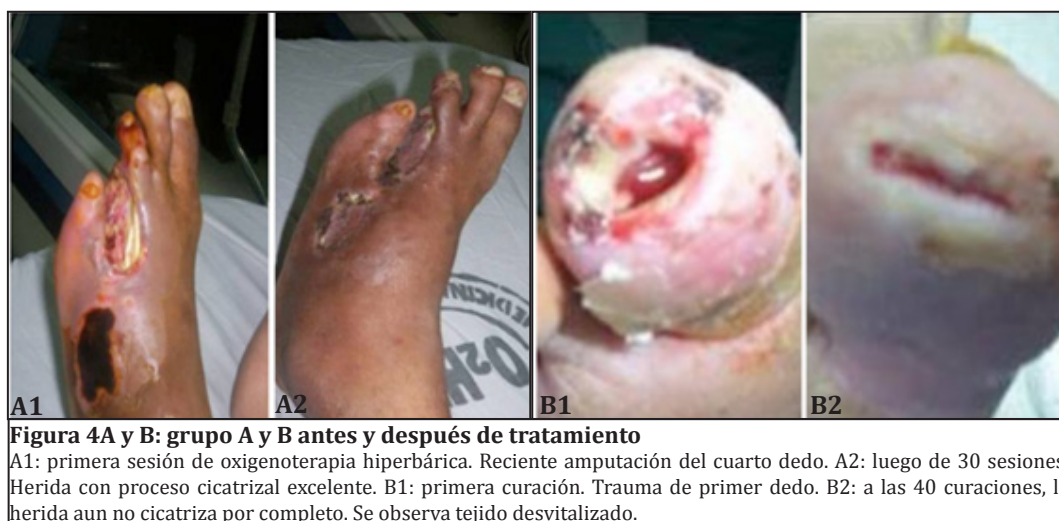 A1
A2
B1
B2
Figura 4A y B: grupo A y B antes y después de tratamiento
A1: primera sesión de oxigenoterapia hiperbárica. Reciente amputación del cuarto dedo. A2: luego de 30 sesiones
Herida con proceso cicatrizal excelente. B1: primera curación. Trauma de primer dedo. B2: a las 40 curaciones, l
herida aun no cicatriza por completo. Se observa tejido desvitalizado.